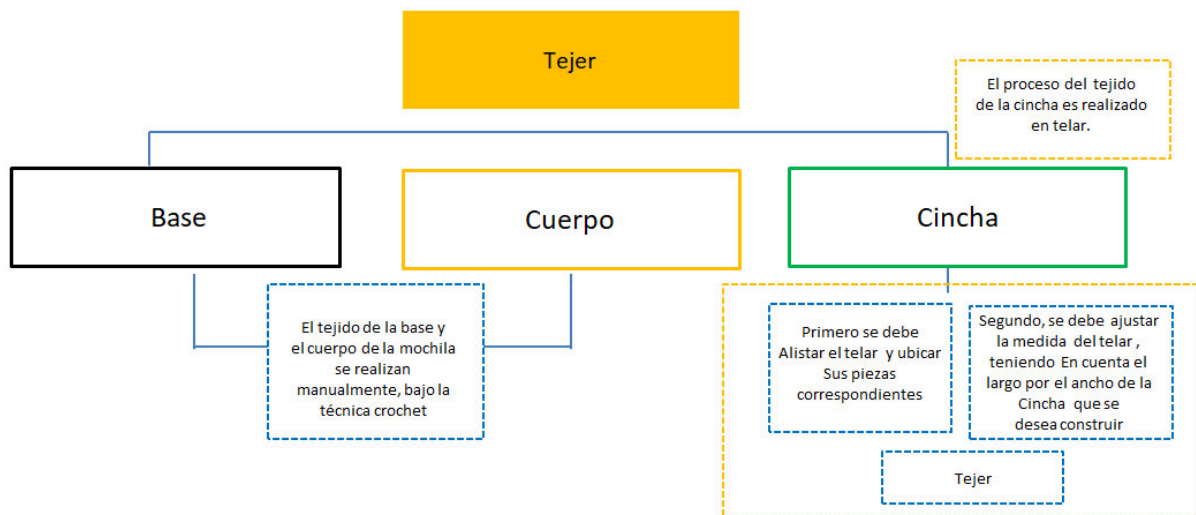 Tejer
El proceso del tejido
de la cincha es realizado
en telar.
Base
Cuerpo
Cincha
El tejido de la base y
el cuerpo de la mochila
se realizan
manualmente, bajo la
técnica crochet
Primero se debe
Alistar el telar y ubicar
Sus piezas
correspondientes
Segundo, se debe ajustar
la medida del telar ,
teniendo En cuenta el
largo por el ancho de la
Cincha que se
desea construir
Tejer